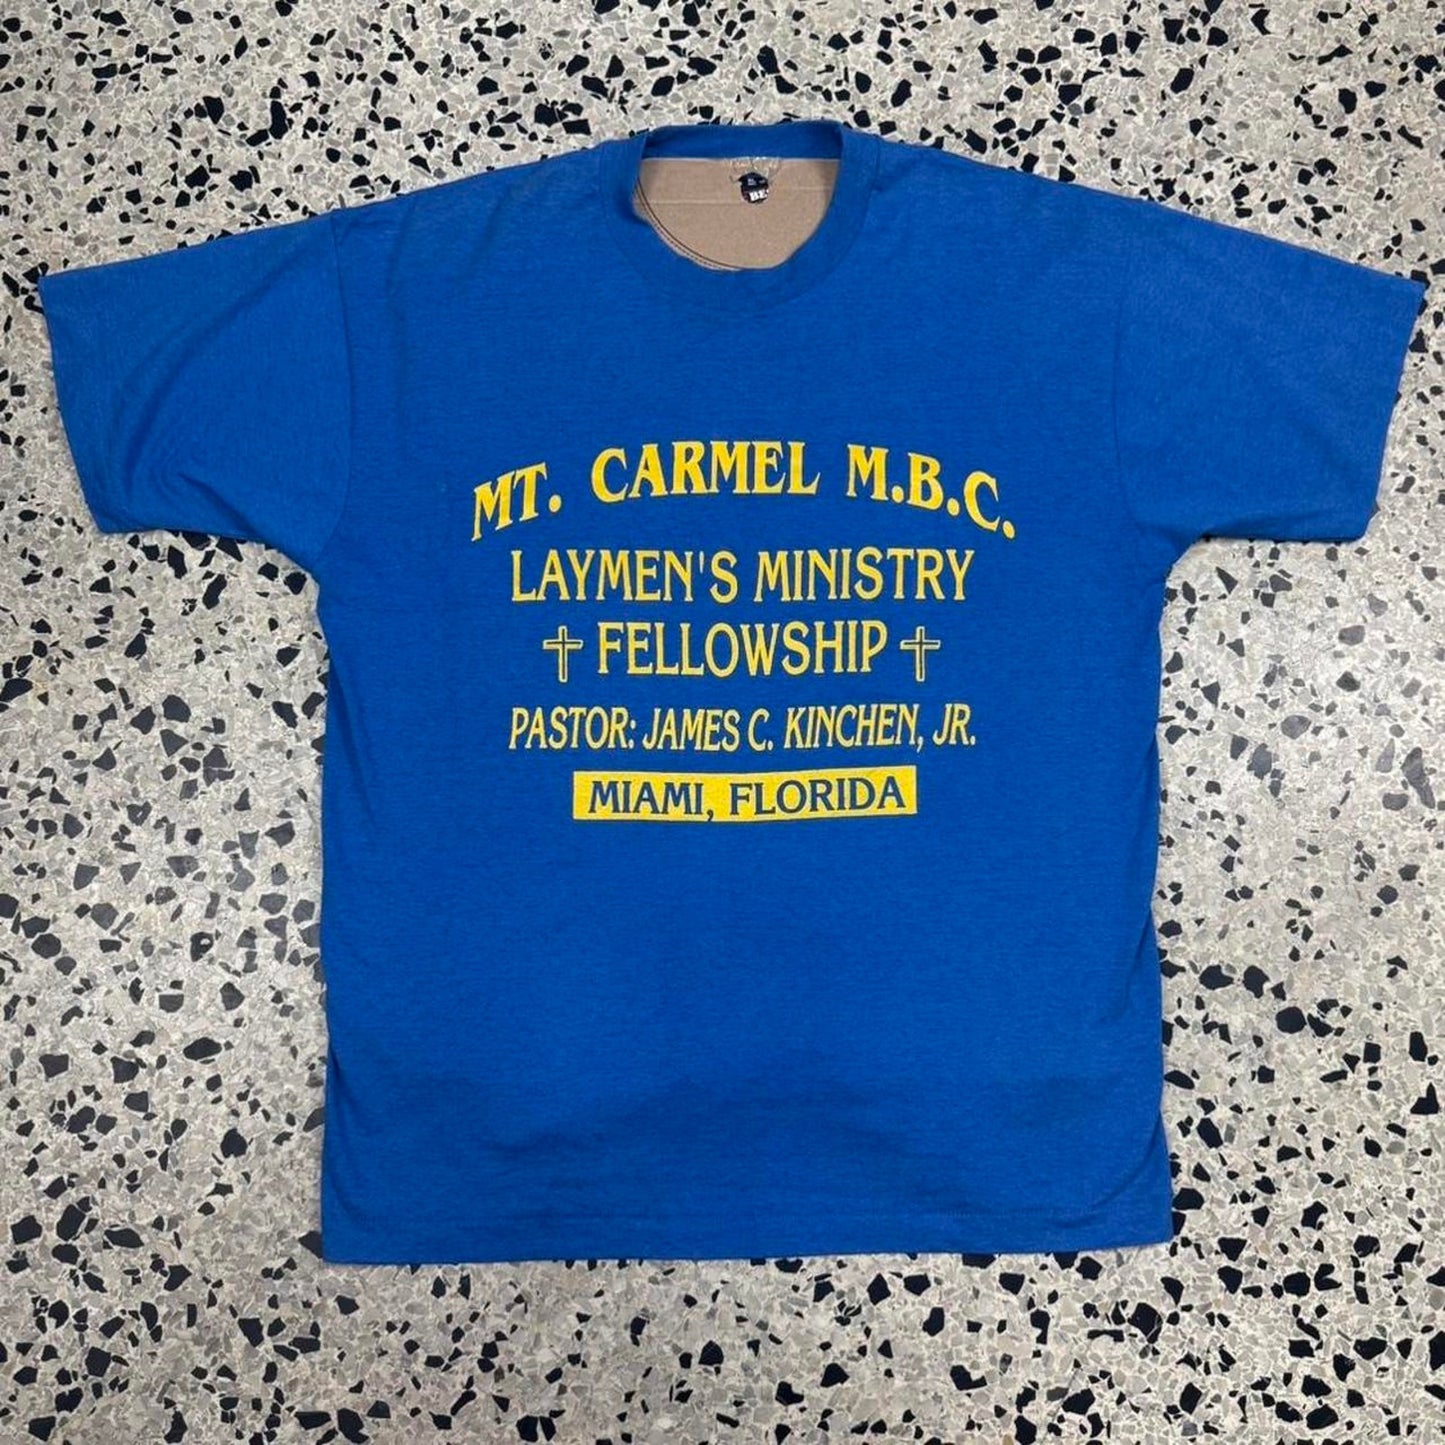 MT. CARMEL M.B.C.
LAYMEN'S MINISTRY
FELLOWSHIP
PASTOR: JAMES C. KINCHEN, JR.
MIAMI, FLORIDA